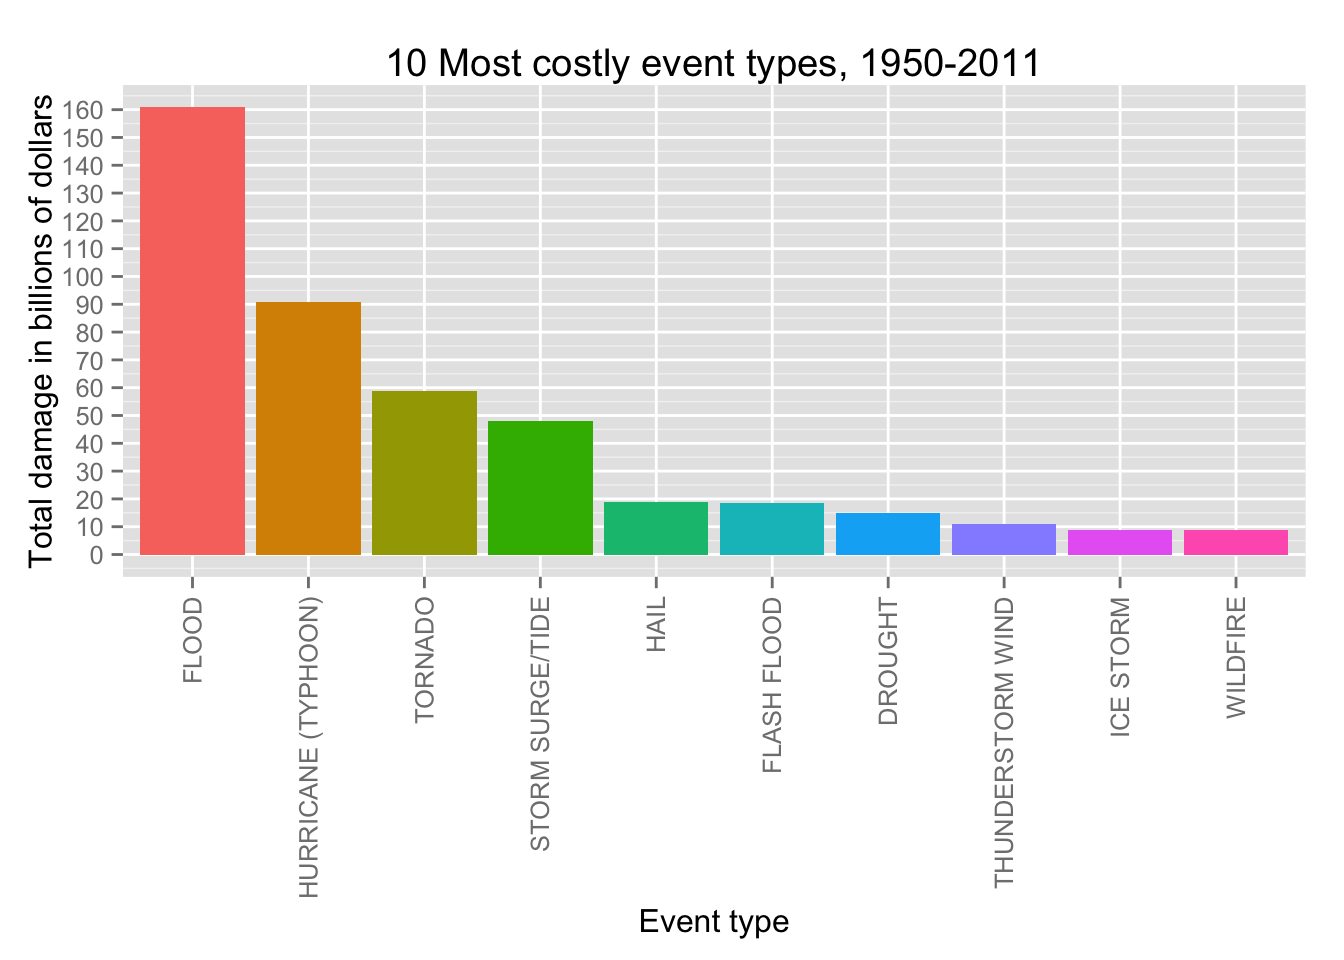 10 Most costly event types, 1950-2011
Total damage in billions of dollars
160
150
140
130
120
110
100
90
80
70
60
50
40
30
20
10
0
FLOOD
HURRICANE (TYPHOON)
TORNADO
STORM SURGE/TIDE
HAIL
FLASH FLOOD
DROUGHT
THUNDERSTORM WIND
ICE STORM
WILDFIRE
Event type